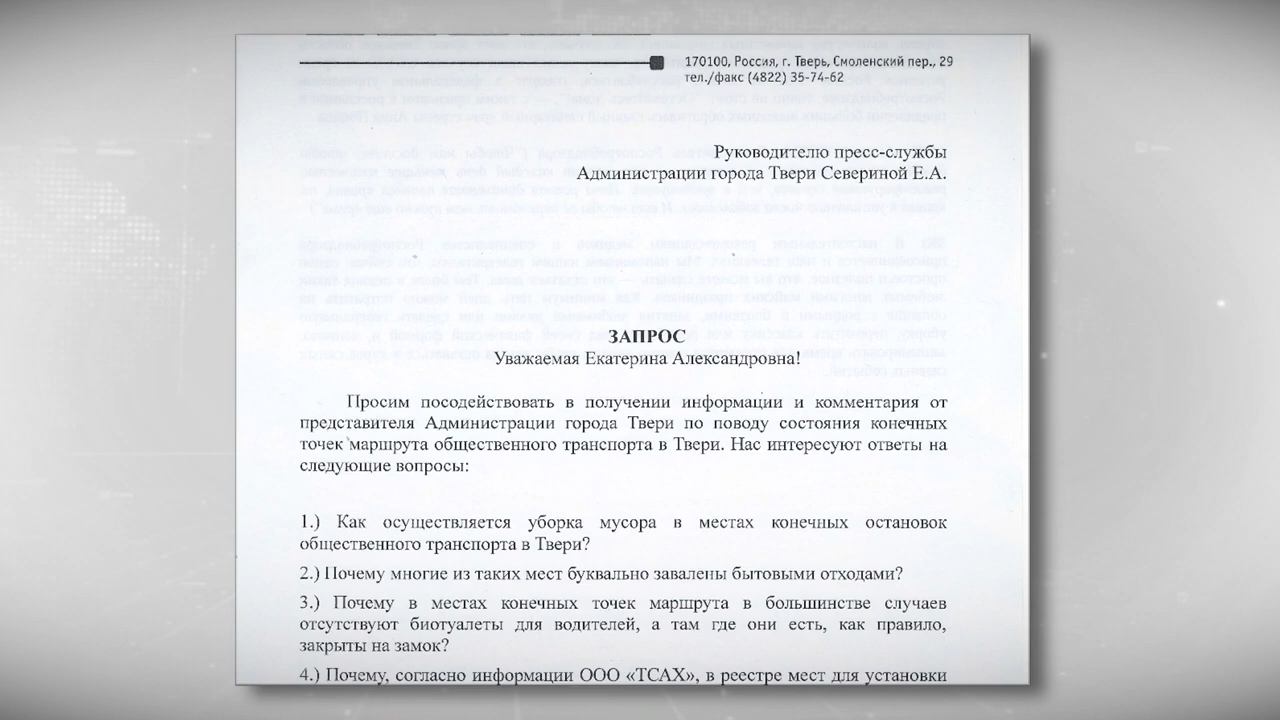 170100, Россия, г. Тверь, Смоленский пер., 29
тел./факс (4822) 35-74-62
Руководителю пресс-службы
Администрации города Твери Севериной Е.А.
ЗАПРОС
Уважаемая Екатерина Александровна!
Просим посодействовать в получении информации и комментария от
представителя Администрации города Твери по поводу состояния конечных
точек маршрута общественного транспорта в Твери. Нас интересуют ответы на
следующие вопросы:
1.) Как осуществляется уборка мусора в местах конечных остановок
общественного транспорта в Твери?
2.) Почему многие из таких мест буквально завалены бытовыми отходами?
3.) Почему в местах конечных точек маршрута в большинстве случаев
отсутствуют биотуалеты для водителей, а там где они есть, как правило,
закрыты на замок?
4.) Почему, согласно информации ООО «ТСАХ», в реестре мест для установки